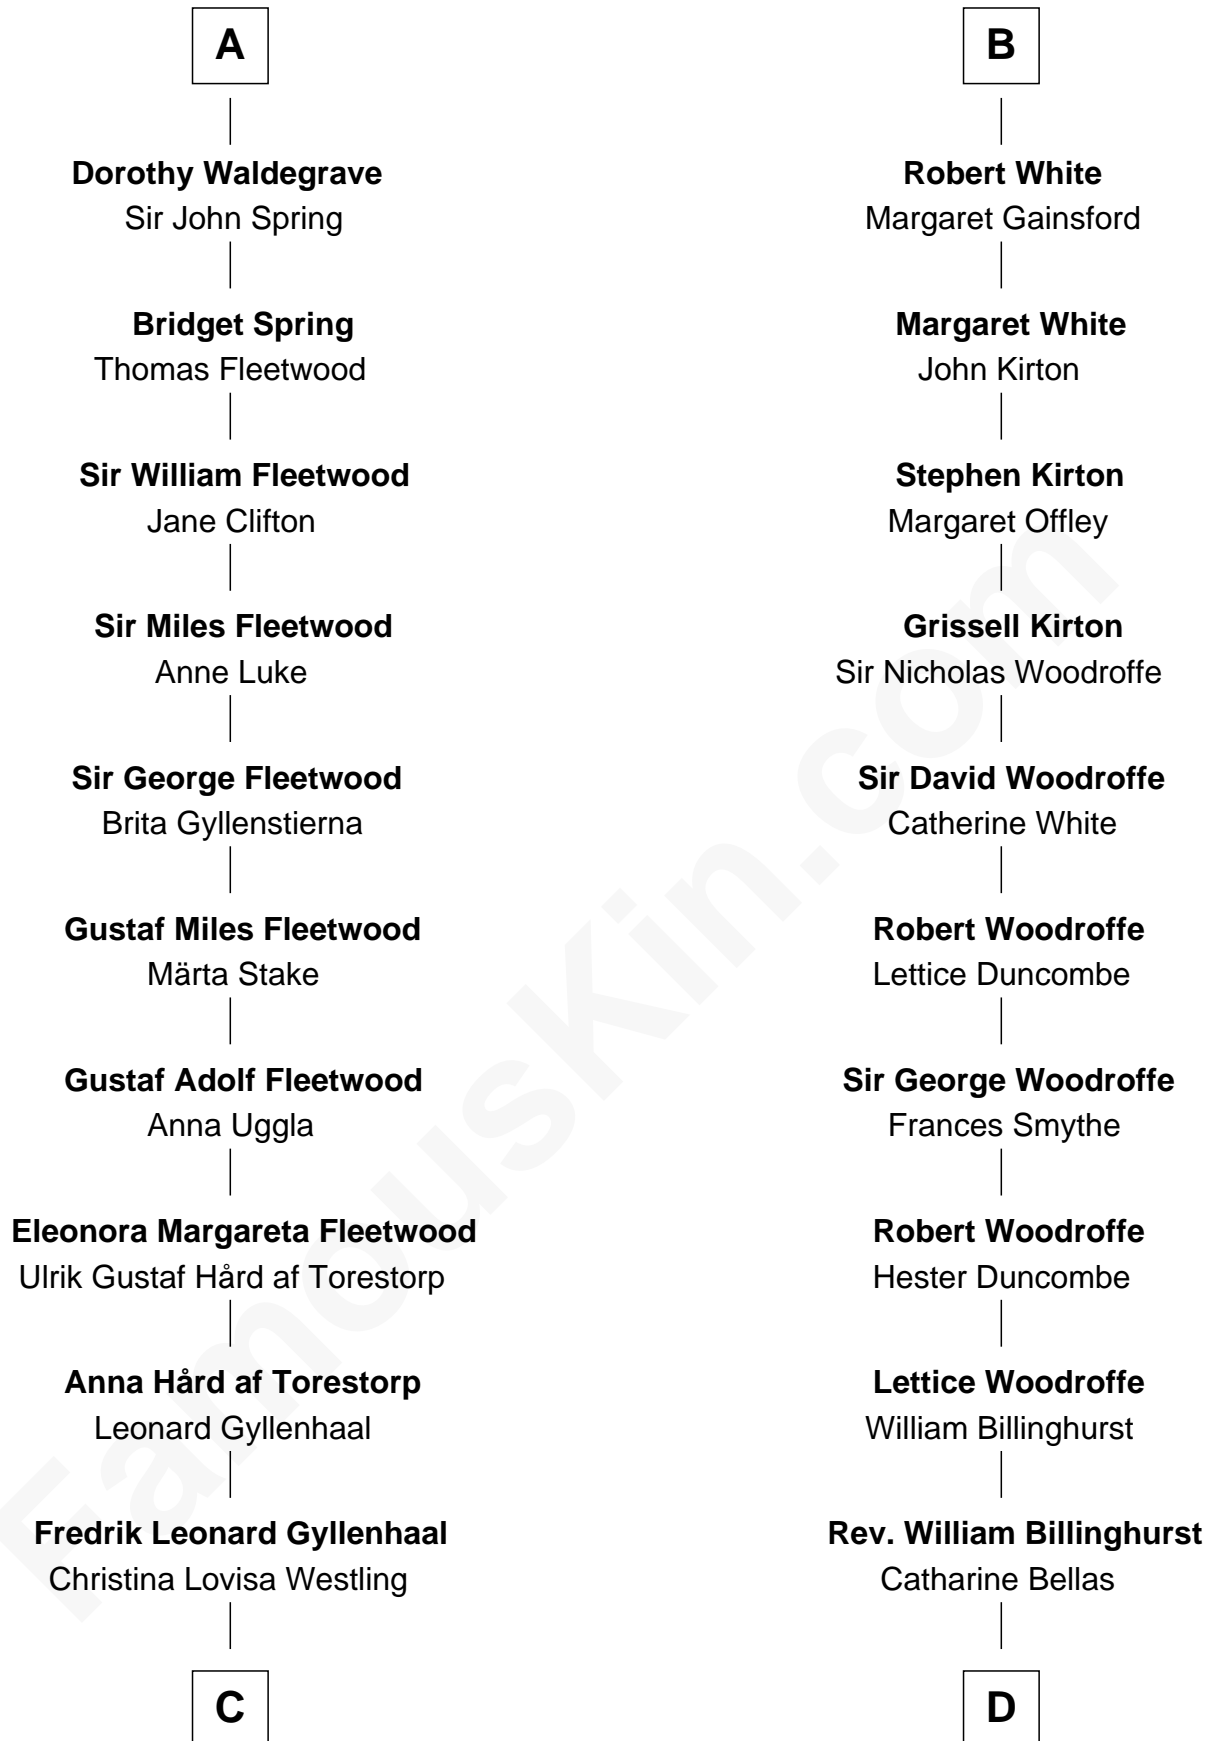 A
Dorothy Waldegrave
Sir John Spring
Bridget Spring
Thomas Fleetwood
Sir William Fleetwood
Jane Clifton
Sir Miles Fleetwood
Anne Luke
Sir George Fleetwood
Brita Gyllenstierna
Gustaf Miles Fleetwood
Märta Stake
Gustaf Adolf Fleetwood
Anna Uggla
Eleonora Margareta Fleetwood
Ulrik Gustaf Hård af Torestorp
Anna Hård af Torestorp
Leonard Gyllenhaal
Fredrik Leonard Gyllenhaal
Christina Lovisa Westling
C
B
Robert White
Margaret Gainsford
Margaret White
John Kirton
Stephen Kirton
Margaret Offley
Grissell Kirton
Sir Nicholas Woodroffe
Sir David Woodroffe
Catherine White
Robert Woodroffe
Lettice Duncombe
Sir George Woodroffe
Frances Smythe
Robert Woodroffe
Hester Duncombe
Lettice Woodroffe
William Billinghurst
Rev. William Billinghurst
Catharine Bellas
D
FamousKin.com